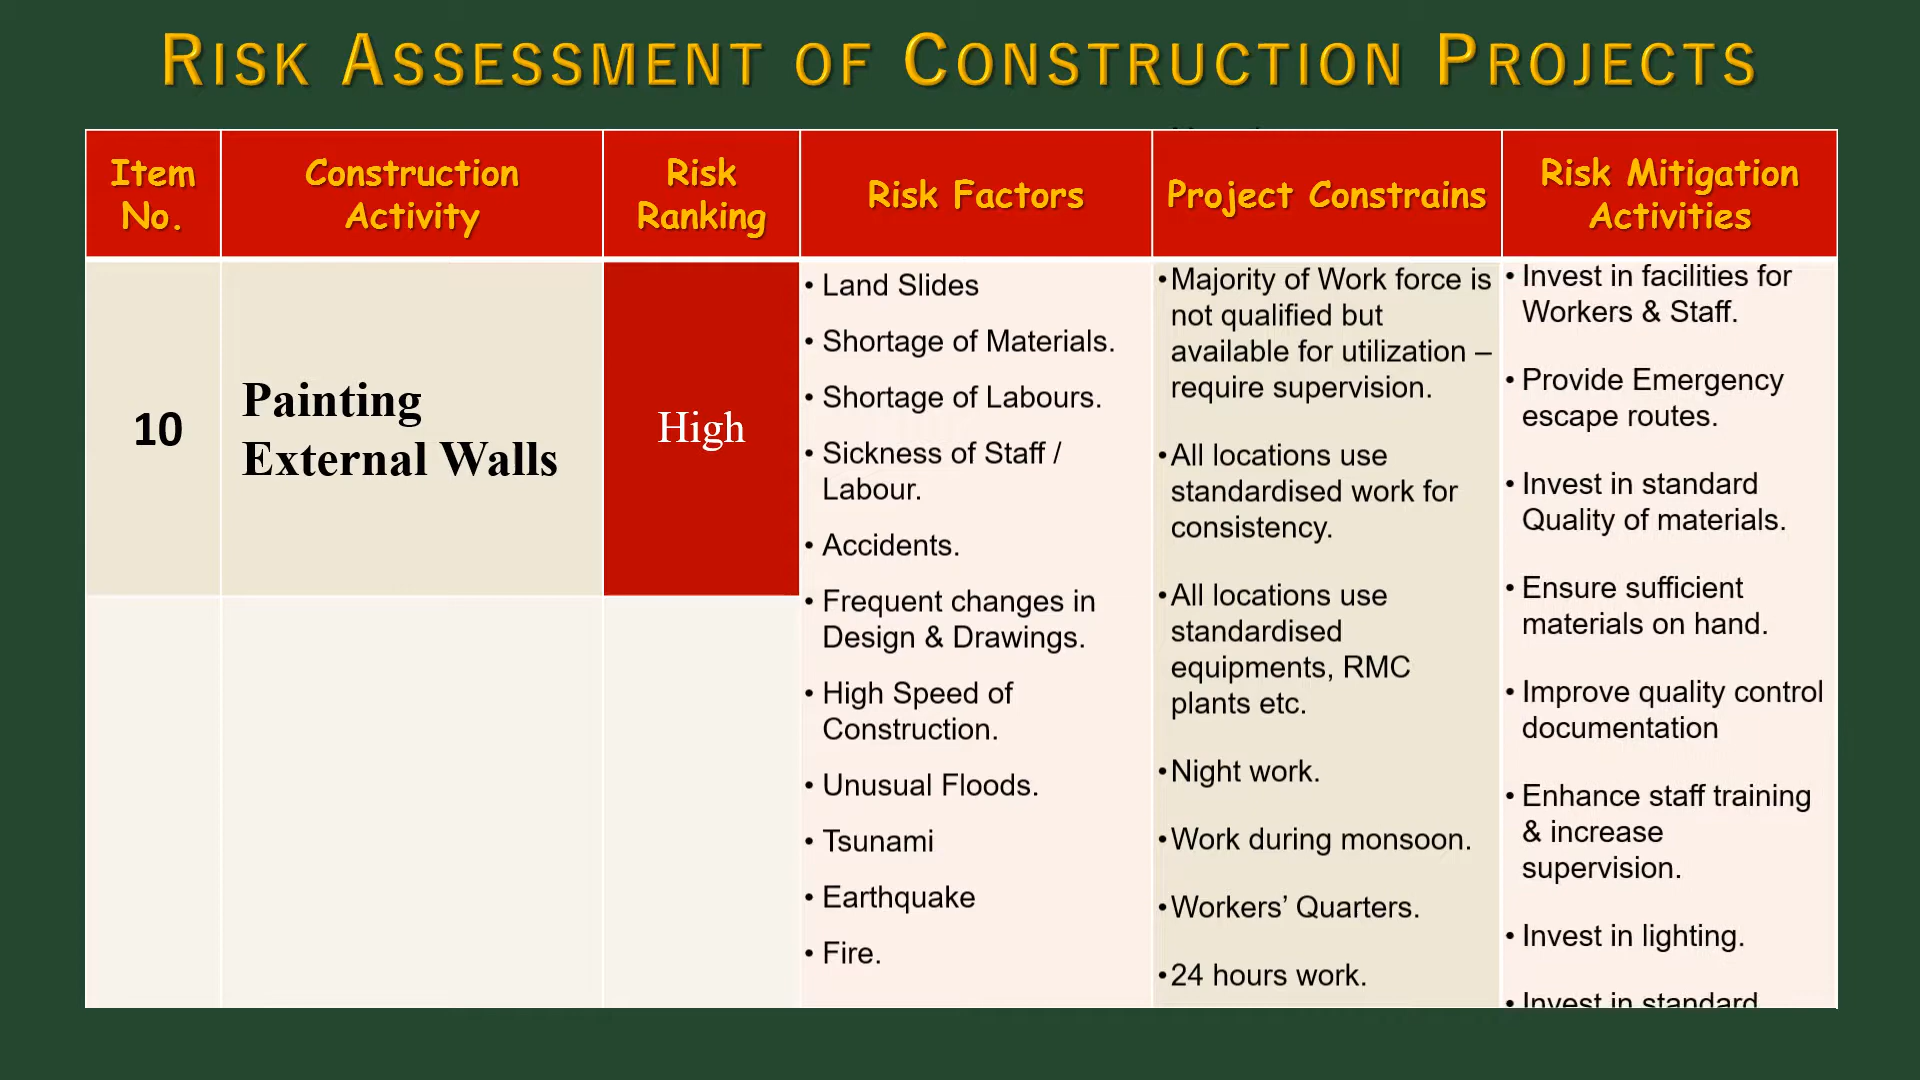 RISK ASSESSMENT OF CONSTRUCTION PROJECTS
Item
No.
Construction
Activity
Risk
Ranking
Risk Factors
Project Constrains
Risk Mitigation
Activities
10
Painting
External Walls
High
• Land Slides
• Shortage of Materials.
• Shortage of Labours.
• Sickness of Staff /
Labour.
• Accidents.
• Frequent changes in
Design & Drawings.
• High Speed of
Construction.
• Unusual Floods.
• Tsunami
• Earthquake
• Fire.
•Majority of Work force is
not qualified but
available for utilization –
require supervision.
•All locations use
standardised work for
consistency.
•All locations use
standardised
equipments, RMC
plants etc.
•Night work.
•Work during monsoon.
•Workers’ Quarters.
•24 hours work.
• Invest in facilities for
Workers & Staff.
• Provide Emergency
escape routes.
• Invest in standard
Quality of materials.
• Ensure sufficient
materials on hand.
• Improve quality control
documentation
• Enhance staff training
& increase
supervision.
• Invest in lighting.
• Invest in standard